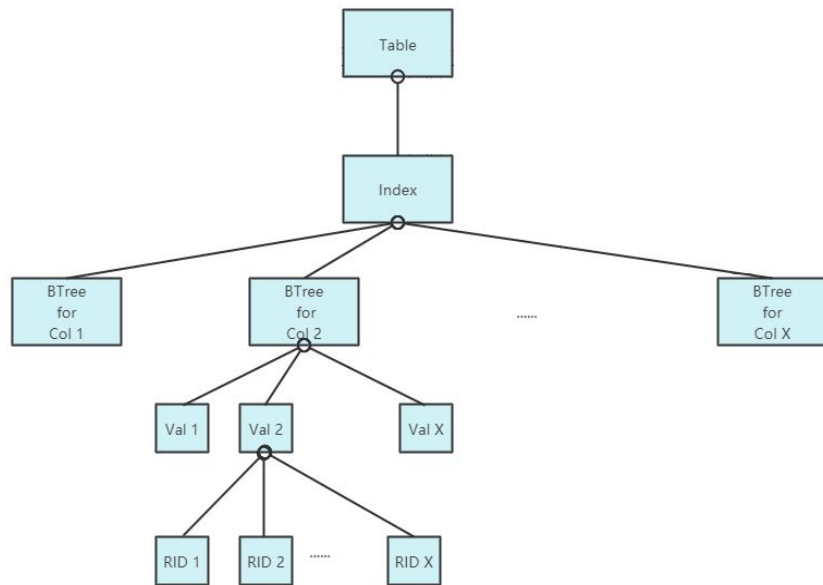 Table
Index
BTree
for
Col 1
BTree
for
Col 2
......
BTree
for
Col X
Val 1
Val 2
Val X
RID 1
RID 2
......
RID X